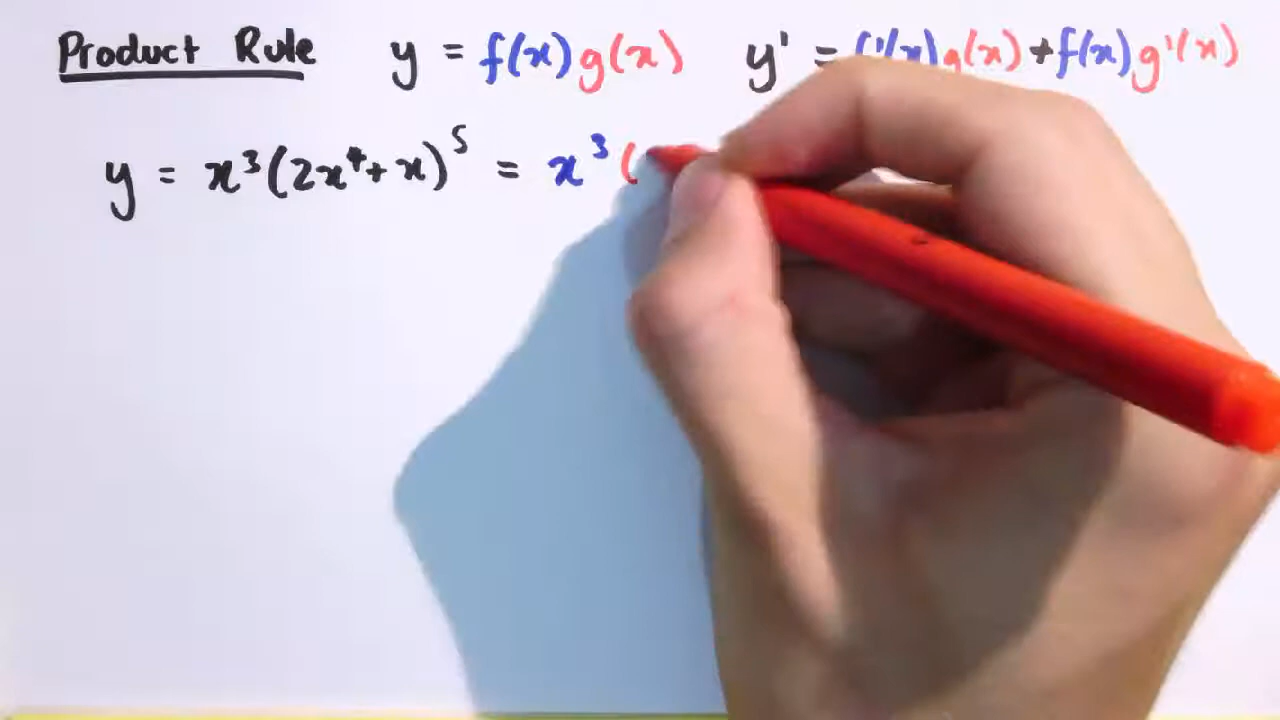 Product Rule y = f(x)g(x) y' = f'(x)g(x) + f(x)g'(x)
y = x³(2x⁴ + x)⁵ = x³(